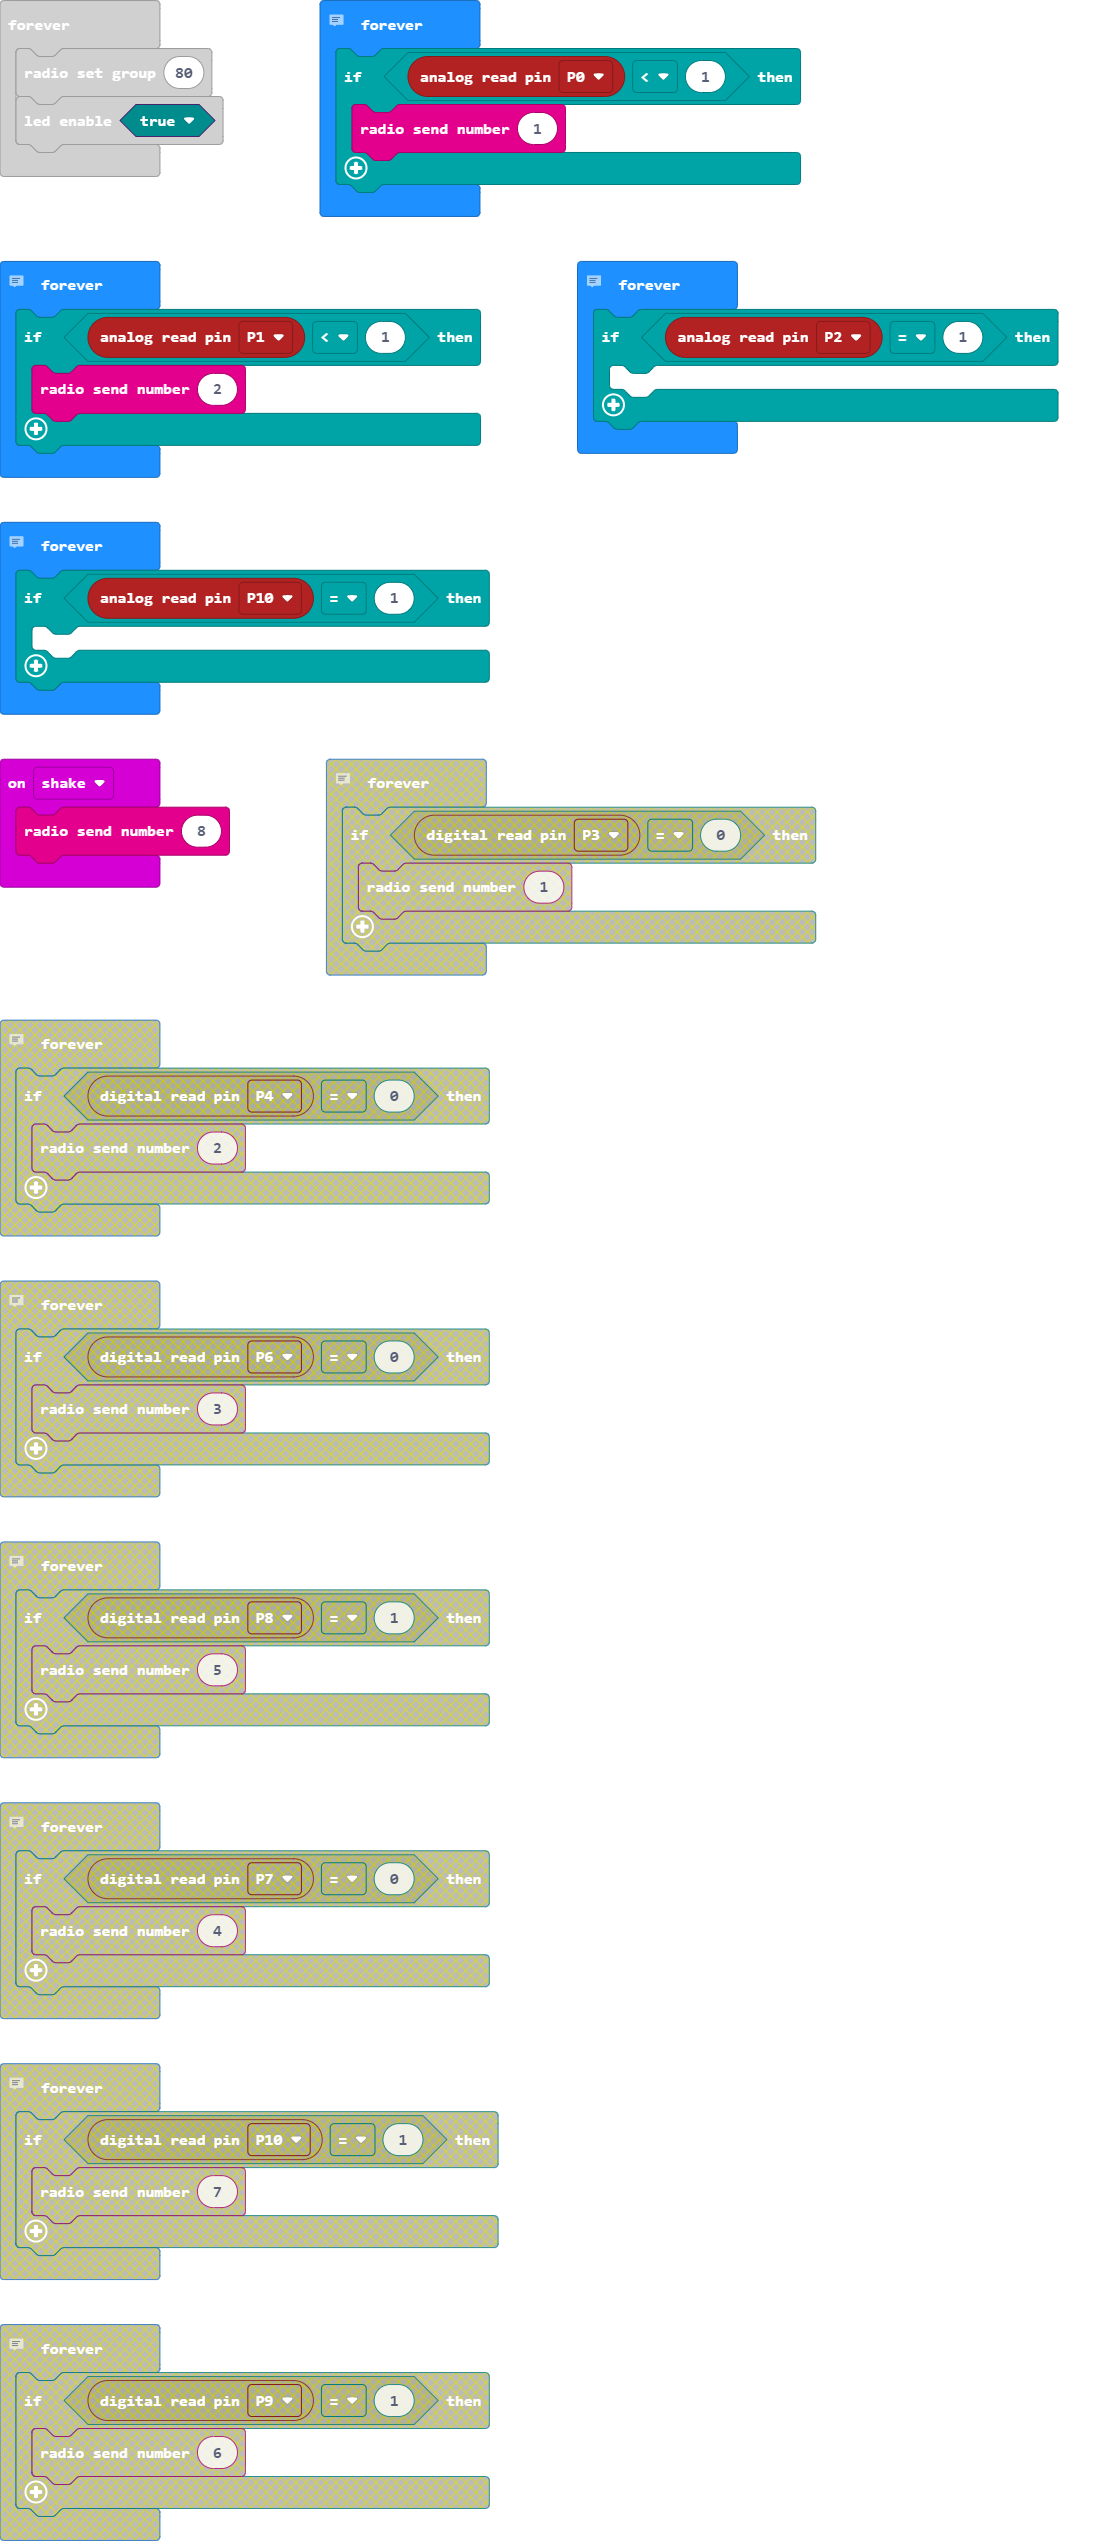 forever
radio set group 80
led enable true
forever
if analog read pin P0 < 1 then
radio send number 1
forever
if analog read pin P1 < 1 then
radio send number 2
forever
if analog read pin P2 = 1 then
forever
if analog read pin P10 = 1 then
on shake
radio send number 8
forever
if digital read pin P3 = 0 then
radio send number 1
forever
if digital read pin P4 = 0 then
radio send number 2
forever
if digital read pin P6 = 0 then
radio send number 3
forever
if digital read pin P8 = 1 then
radio send number 5
forever
if digital read pin P7 = 0 then
radio send number 4
forever
if digital read pin P10 = 1 then
radio send number 7
forever
if digital read pin P9 = 1 then
radio send number 6